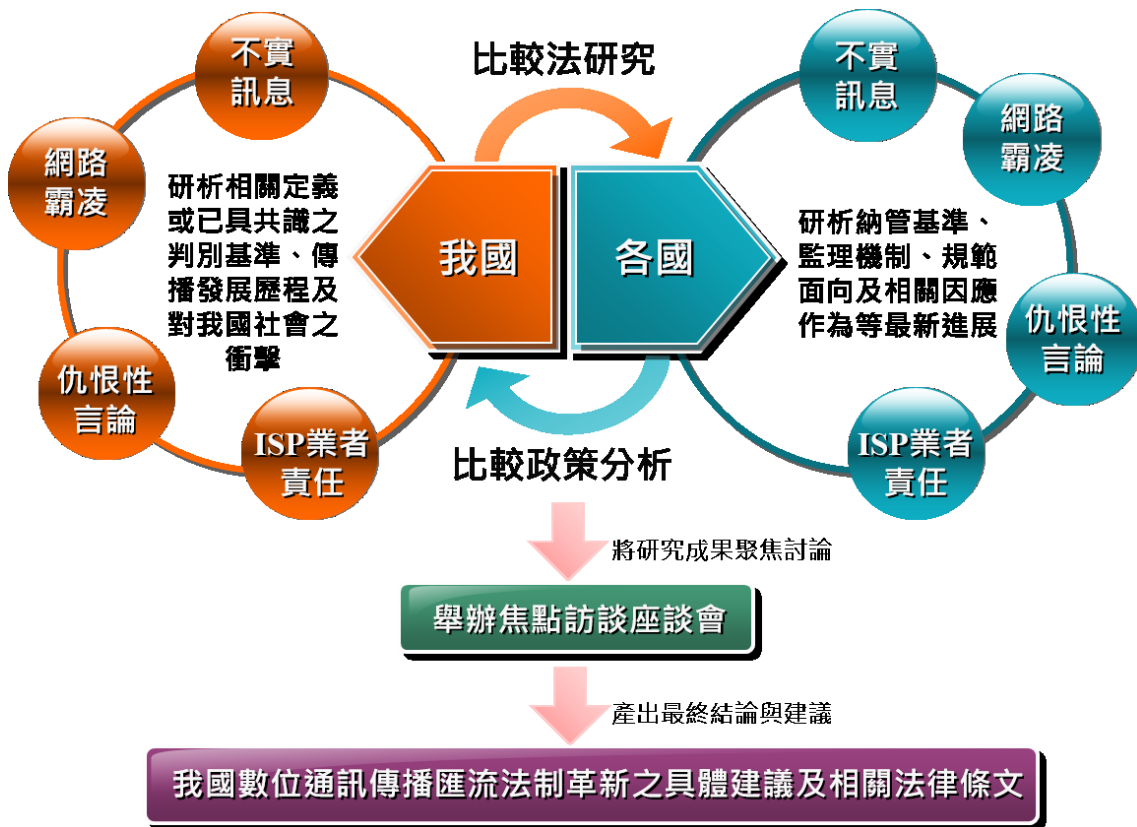 比較法研究
不實
訊息
網路
霸凌
仇恨性
言論
ISP業者
責任
研析相關定義
或已具共識之
判別基準、傳
播發展歷程及
對我國社會之
衝擊
我國
各國
不實
訊息
網路
霸凌
仇恨性
言論
ISP業者
責任
研析納管基準、
監理機制、規範
面向及相關因應
作為等最新進展
比較政策分析
將研究成果聚焦討論
舉辦焦點訪談座談會
產出最終結論與建議
我國數位通訊傳播匯流法制革新之具體建議及相關法律條文